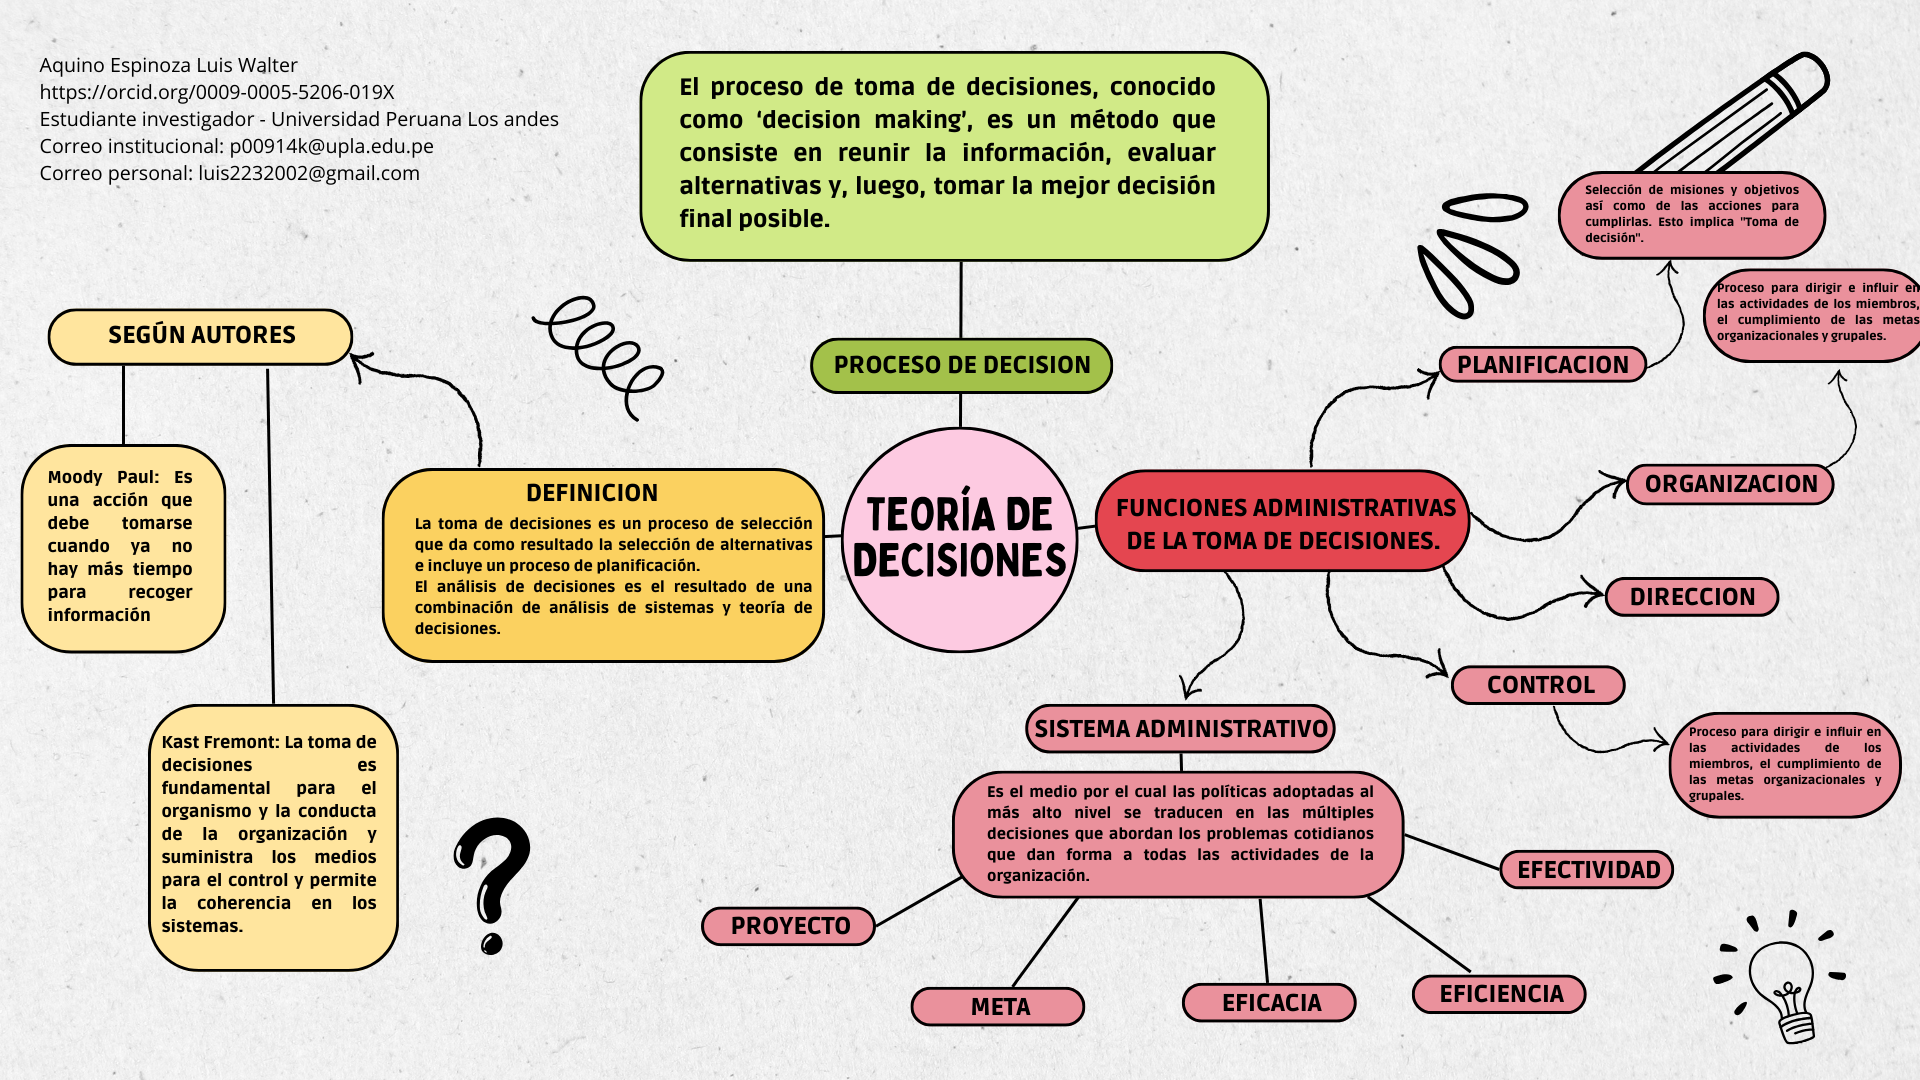 Aquino Espinoza Luis Walter
https://orcid.org/0009-0005-5206-019X
Estudiante investigador - Universidad Peruana Los andes
Correo institucional: p00914k@upla.edu.pe
Correo personal: luis2232002@gmail.com
El proceso de toma de decisiones, conocido
como ‘decision making’, es un método que
consiste en reunir la información, evaluar
alternativas y, luego, tomar la mejor decisión
final posible.
PROCESO DE DECISION
TEORÍA DE
DECISIONES
SEGÚN AUTORES
Moody Paul: Es
una acción que
debe tomarse
cuando ya no
hay más tiempo
para recoger
información
Kast Fremont: La toma de
decisiones es
fundamental para el
organismo y la conducta
de la organización y
suministra los medios
para el control y permite
la coherencia en los
sistemas.
DEFINICION
La toma de decisiones es un proceso de selección
que da como resultado la selección de alternativas
e incluye un proceso de planificación.
El análisis de decisiones es el resultado de una
combinación de análisis de sistemas y teoría de
decisiones.
FUNCIONES ADMINISTRATIVAS
DE LA TOMA DE DECISIONES.
PLANIFICACION
Selección de misiones y objetivos
así como de las acciones para
cumplirlas. Esto implica "Toma de
decisión".
ORGANIZACION
Proceso para dirigir e influir en
las actividades de los miembros,
el cumplimiento de las metas
organizacionales y grupales.
DIRECCION
CONTROL
Proceso para dirigir e influir en
las actividades de los
miembros, el cumplimiento de
las metas organizacionales y
grupales.
SISTEMA ADMINISTRATIVO
Es el medio por el cual las políticas adoptadas al
más alto nivel se traducen en las múltiples
decisiones que abordan los problemas cotidianos
que dan forma a todas las actividades de la
organización.
PROYECTO
META
EFICACIA
EFICIENCIA
EFECTIVIDAD